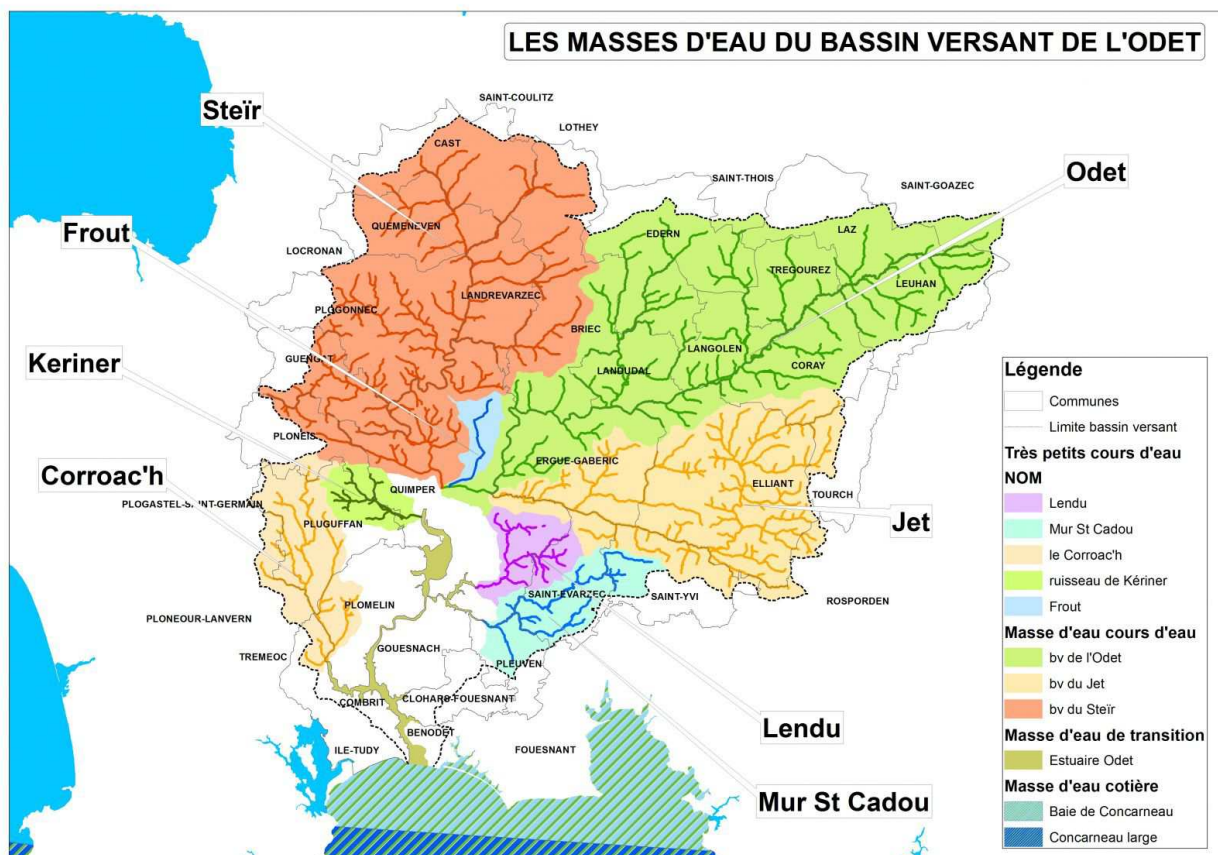 LES MASSES D'EAU DU BASSIN VERSANT DE L'ODET
SAINT-COULITZ
Steïr
LOTHEY
CAST
Odet
SAINT-THOIS
SAINT-GOAZEC
Frout
QUEMENEVEN
EDERN
LAZ
LOCRONAN
TREGOUREZ
LEUHAN
LANDREVARZEC
PLOGONNEC
BRIEC
Keriner
GUENGAT
LANGOLEN
LANDUDAL
CORAY
PLONEIS
Corroac'h
ERGUE-GABERIC
ELLIANT
QUIMPER
TOURCH
PLOGASTEL-SAINT-GERMAIN
PLUGUFFAN
Jet
SAINT-EVARZEC
SAINT-YVI
ROSPORDEN
PLOMELIN
PLONEOUR-LANVERN
GOUESNACH
TREMEOC
PLEUVEN
COMBRIT
CLOHARS-FOUESNANT
Lendu
BENODET
ILE-TUDY
FOUESNANT
Mur St Cadou
Légende
Communes
Limite bassin versant
Très petits cours d'eau
NOM
Lendu
Mur St Cadou
le Corroac'h
ruisseau de Kériner
Frout
Masse d'eau cours d'eau
bv de l'Odet
bv du Jet
bv du Steïr
Masse d'eau de transition
Estuaire Odet
Masse d'eau cotière
Baie de Concarneau
Concarneau large